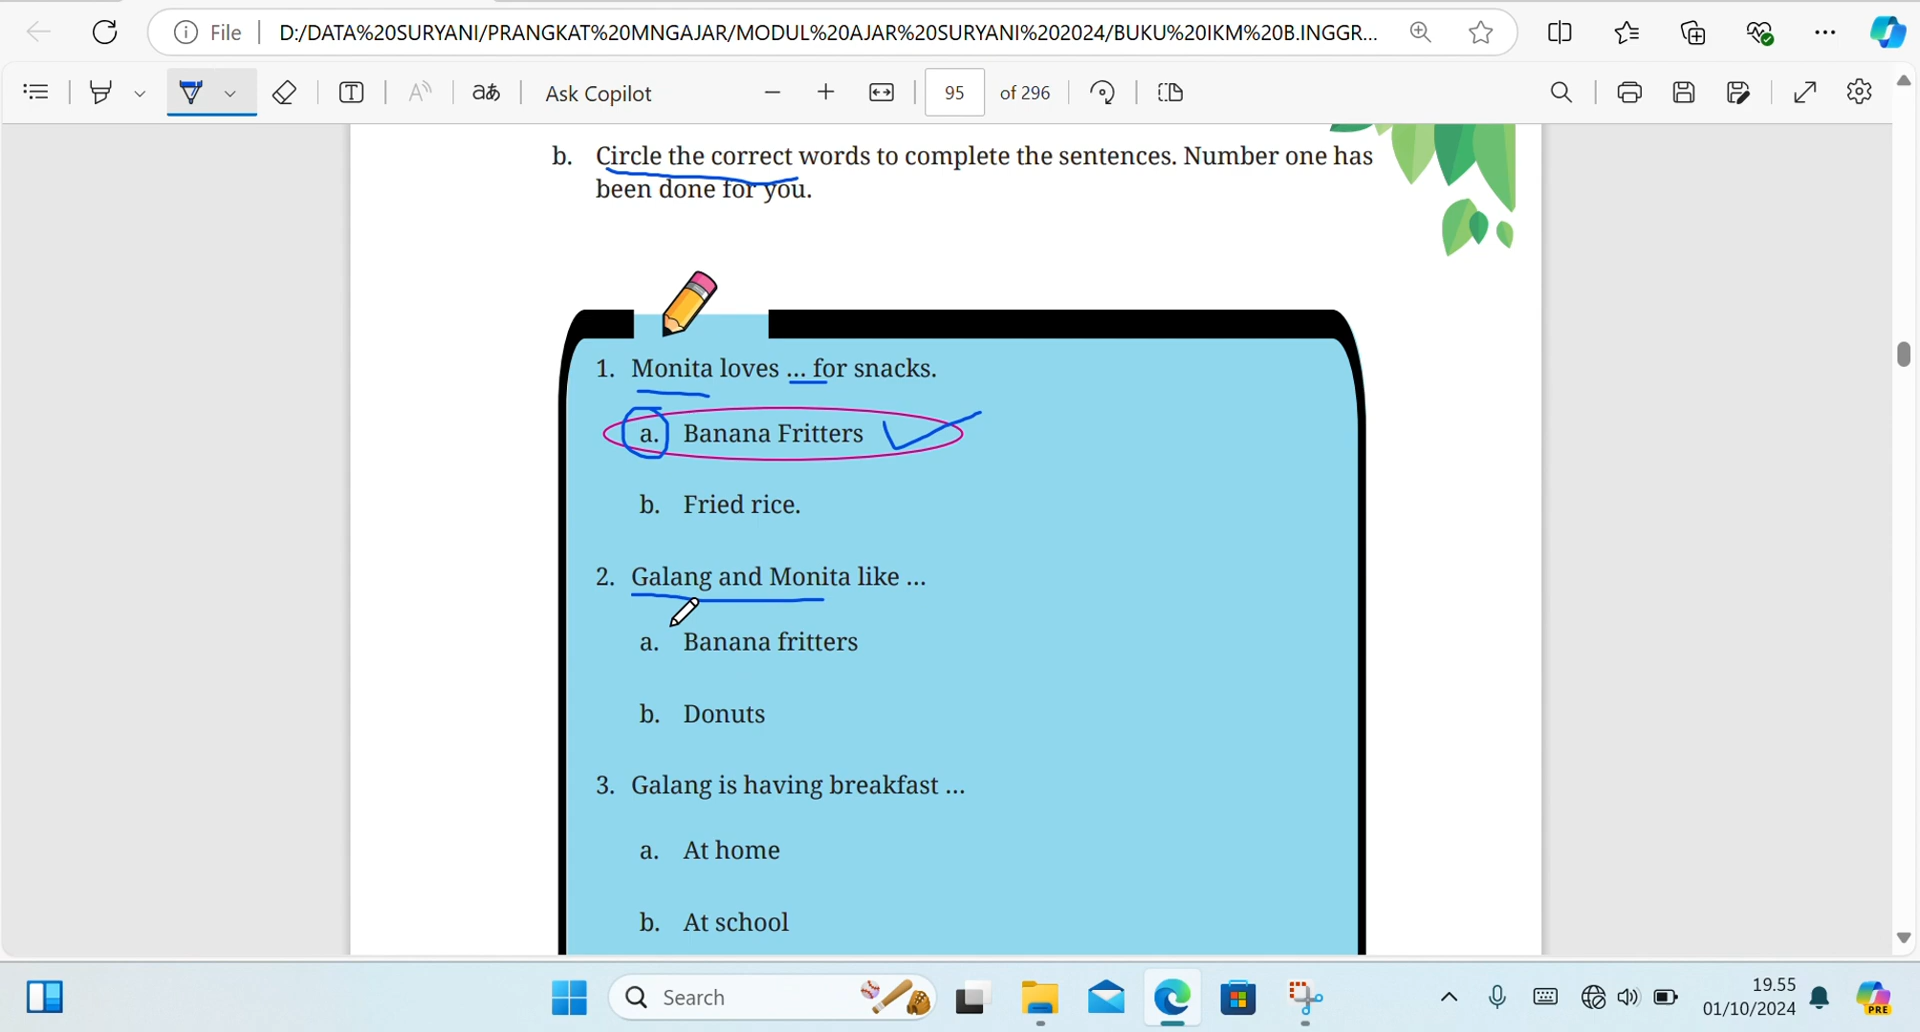 File
D:/DATA%20SURYANI/PRANGKAT%20MNGAJAR/MODUL%20AJAR%20SURYANI%202024/BUKU%20IKM%20B.INGGR...
Ask Copilot
95 of 296
b. Circle the correct words to complete the sentences. Number one has
been done for you.
1. Monita loves ... for snacks.
a. Banana Fritters
b. Fried rice.
2. Galang and Monita like ...
a. Banana fritters
b. Donuts
3. Galang is having breakfast ...
a. At home
b. At school
Search
19.55
01/10/2024
PRE